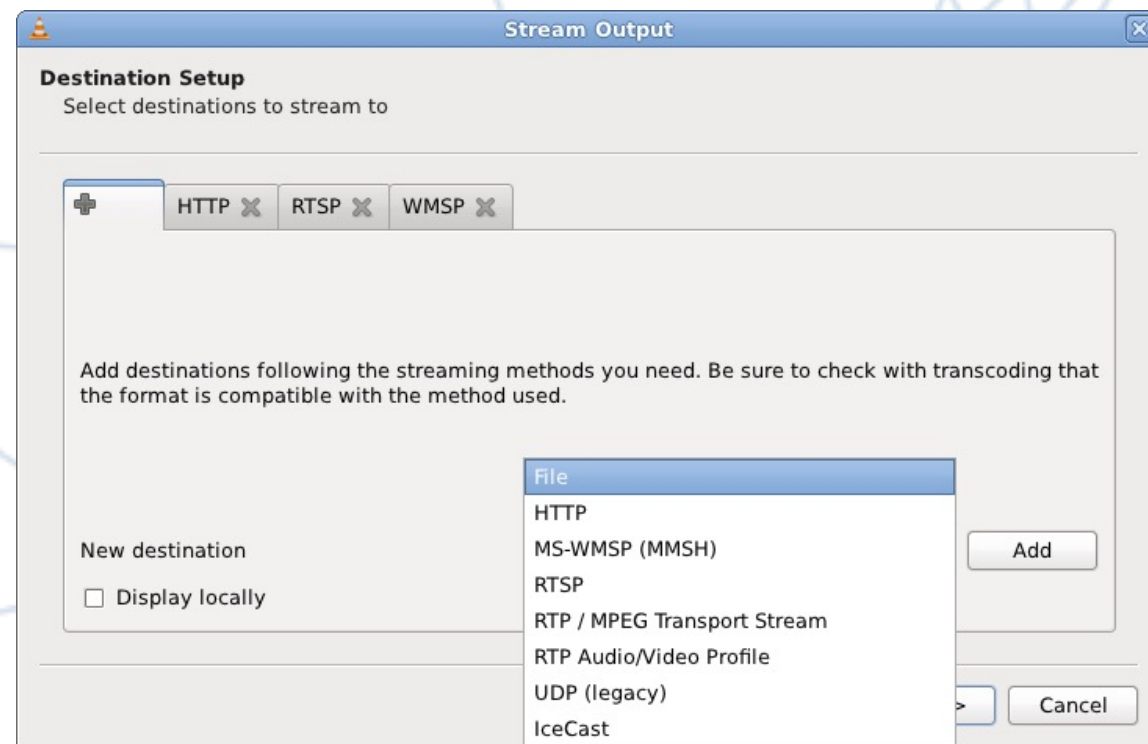 Stream Output
Destination Setup
Select destinations to stream to
HTTP
RTSP
WMSP
Add destinations following the streaming methods you need. Be sure to check with transcoding that
the format is compatible with the method used.
File
HTTP
MS-WMSP (MMSH)
RTSP
RTP / MPEG Transport Stream
RTP Audio/Video Profile
UDP (legacy)
IceCast
New destination
Add
Display locally
>
Cancel